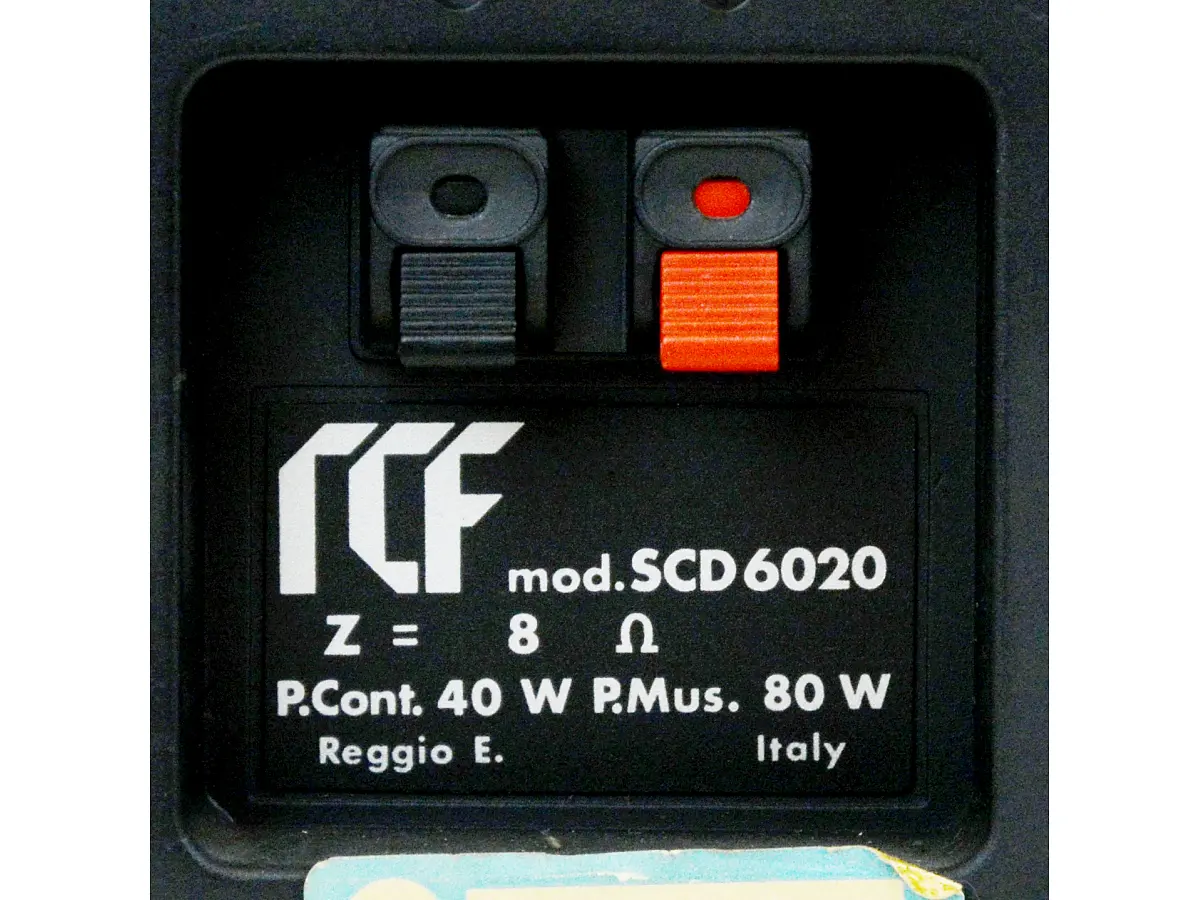 RCF mod. SCD 6020
Z = 8 Ω
P.Cont. 40 W P.Mus. 80 W
Reggio E. Italy